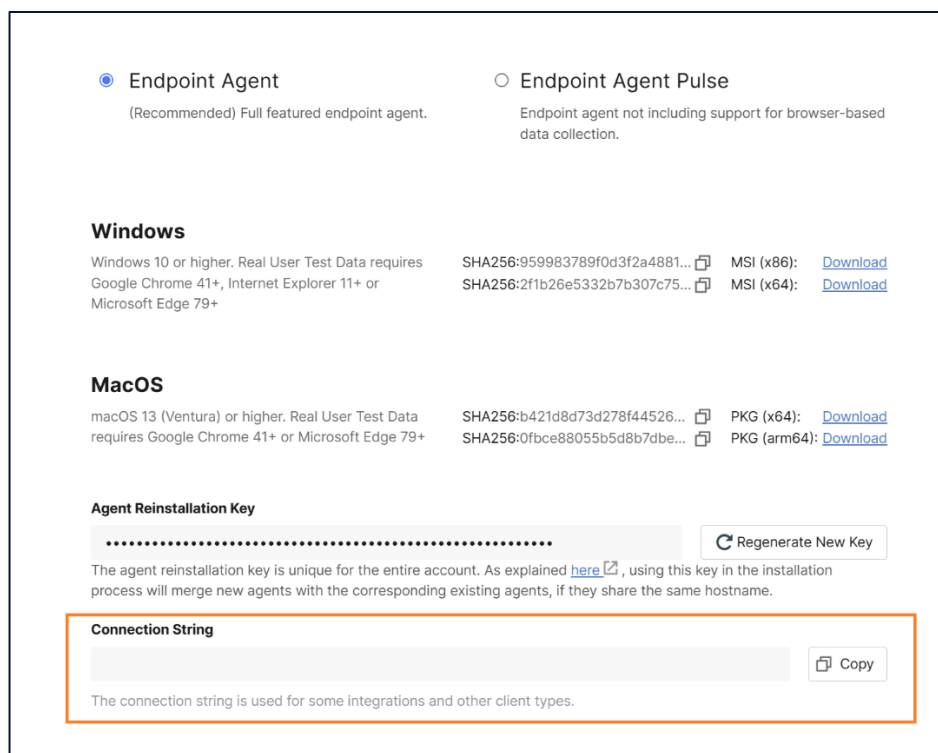 Endpoint Agent
(Recommended) Full featured endpoint agent.
Endpoint Agent Pulse
Endpoint agent not including support for browser-based
data collection.
Windows
Windows 10 or higher. Real User Test Data requires
Google Chrome 41+, Internet Explorer 11+ or
Microsoft Edge 79+
SHA256:959983789f0d3f2a4881... MSI (x86): Download
SHA256:2f1b26e5332b7b307c75... MSI (x64): Download
MacOS
macOS 13 (Ventura) or higher. Real User Test Data
requires Google Chrome 41+ or Microsoft Edge 79+
SHA256:b421d8d73d278f44526... PKG (x64): Download
SHA256:0fbce88055b5d8b7dbe... PKG (arm64): Download
Agent Reinstallation Key
Regenerate New Key
The agent reinstallation key is unique for the entire account. As explained here , using this key in the installation
process will merge new agents with the corresponding existing agents, if they share the same hostname.
Connection String
Copy
The connection string is used for some integrations and other client types.